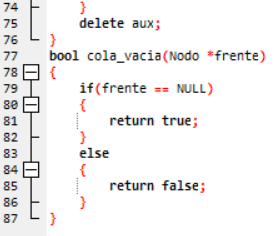 74 }
75 delete aux;
76 }
77 bool cola_vacia(Nodo *frente)
78 {
79 if(frente == NULL)
80 {
81 return true;
82 }
83 else
84 {
85 return false;
86 }
87 }